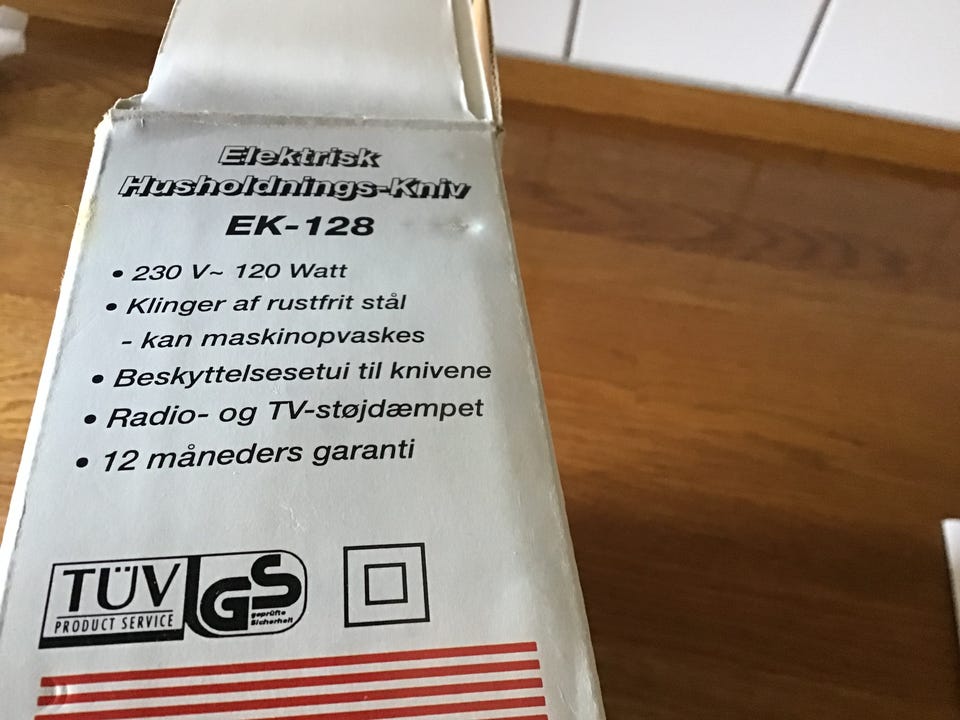 Elektrisk
Husholdnings-Kniv
EK-128
• 230 V~ 120 Watt
• Klinger af rustfrit stål
- kan maskinopvaskes
• Beskyttelsesetui til knivene
• Radio- og TV-støjdæmpet
• 12 måneders garanti
TÜV
PRODUCT SERVICE
GS
geprüfte
Sicherheit